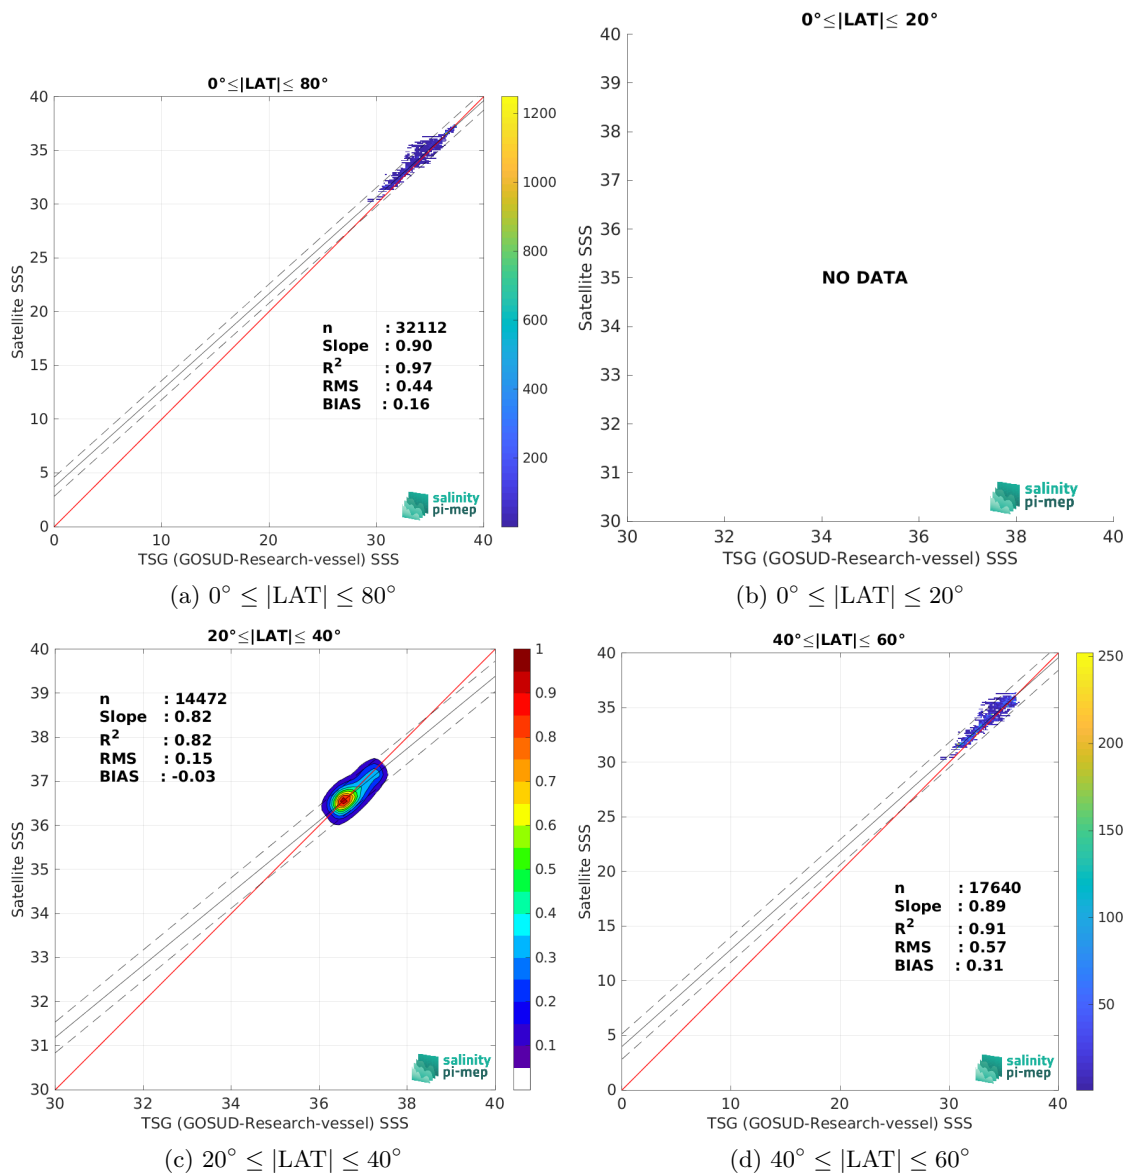 0°≤|LAT|≤ 80°
40
35
30
25
20
15
10
5
0
0
10
20
30
40
1200
1000
800
600
400
200
Satellite SSS
TSG (GOSUD-Research-vessel) SSS
n : 32112
Slope : 0.90
R² : 0.97
RMS : 0.44
BIAS : 0.16
salinity
pi-mep
(a) 0° ≤ |LAT| ≤ 80°
0°≤|LAT|≤ 20°
40
39
38
37
36
35
34
33
32
31
30
30
32
34
36
38
40
Satellite SSS
TSG (GOSUD-Research-vessel) SSS
NO DATA
salinity
pi-mep
(b) 0° ≤ |LAT| ≤ 20°
20°≤|LAT|≤ 40°
40
39
38
37
36
35
34
33
32
31
30
30
32
34
36
38
40
1
0.9
0.8
0.7
0.6
0.5
0.4
0.3
0.2
0.1
Satellite SSS
TSG (GOSUD-Research-vessel) SSS
n : 14472
Slope : 0.82
R² : 0.82
RMS : 0.15
BIAS : -0.03
salinity
pi-mep
(c) 20° ≤ |LAT| ≤ 40°
40°≤|LAT|≤ 60°
40
35
30
25
20
15
10
5
0
0
10
20
30
40
250
200
150
100
50
Satellite SSS
TSG (GOSUD-Research-vessel) SSS
n : 17640
Slope : 0.89
R² : 0.91
RMS : 0.57
BIAS : 0.31
salinity
pi-mep
(d) 40° ≤ |LAT| ≤ 60°